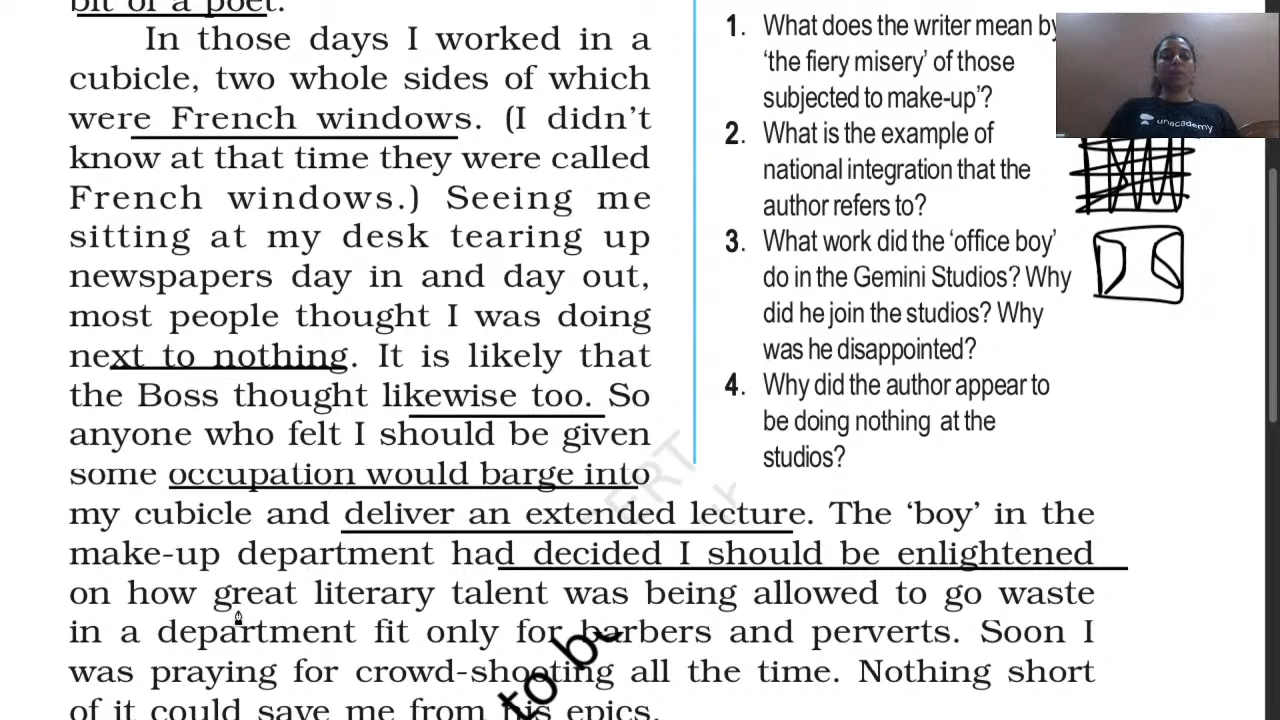 bit of a poet.
In those days I worked in a
cubicle, two whole sides of which
were French windows. (I didn't
know at that time they were called
French windows.) Seeing me
sitting at my desk tearing up
newspapers day in and day out,
most people thought I was doing
next to nothing. It is likely that
the Boss thought likewise too. So
anyone who felt I should be given
some occupation would barge into
my cubicle and deliver an extended lecture. The 'boy' in the
make-up department had decided I should be enlightened
on how great literary talent was being allowed to go waste
in a department fit only for barbers and perverts. Soon I
was praying for crowd-shooting all the time. Nothing short
of it could save me from his epics.
1. What does the writer mean by
'the fiery misery' of those
subjected to make-up'?
2. What is the example of
national integration that the
author refers to?
3. What work did the 'office boy'
do in the Gemini Studios? Why
did he join the studios? Why
was he disappointed?
4. Why did the author appear to
be doing nothing at the
studios?
unacademy
to be